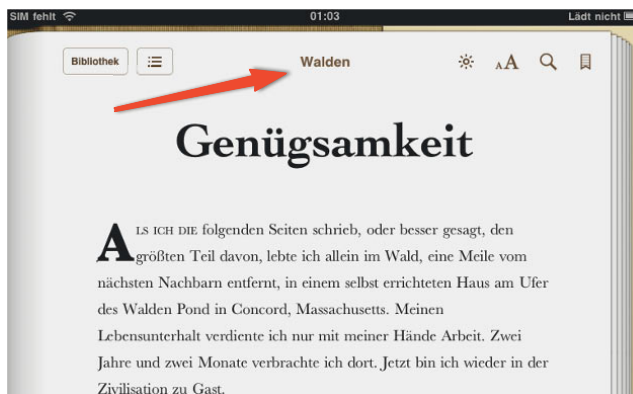 SIM fehlt 01:03 Lädt nicht
Bibliothek Walden AA
Genügsamkeit
ALS ICH DIE folgenden Seiten schrieb, oder besser gesagt, den
größten Teil davon, lebte ich allein im Wald, eine Meile vom
nächsten Nachbarn entfernt, in einem selbst errichteten Haus am Ufer
des Walden Pond in Concord, Massachusetts. Meinen
Lebensunterhalt verdiente ich nur mit meiner Hände Arbeit. Zwei
Jahre und zwei Monate verbrachte ich dort. Jetzt bin ich wieder in der
Zivilisation zu Gast.